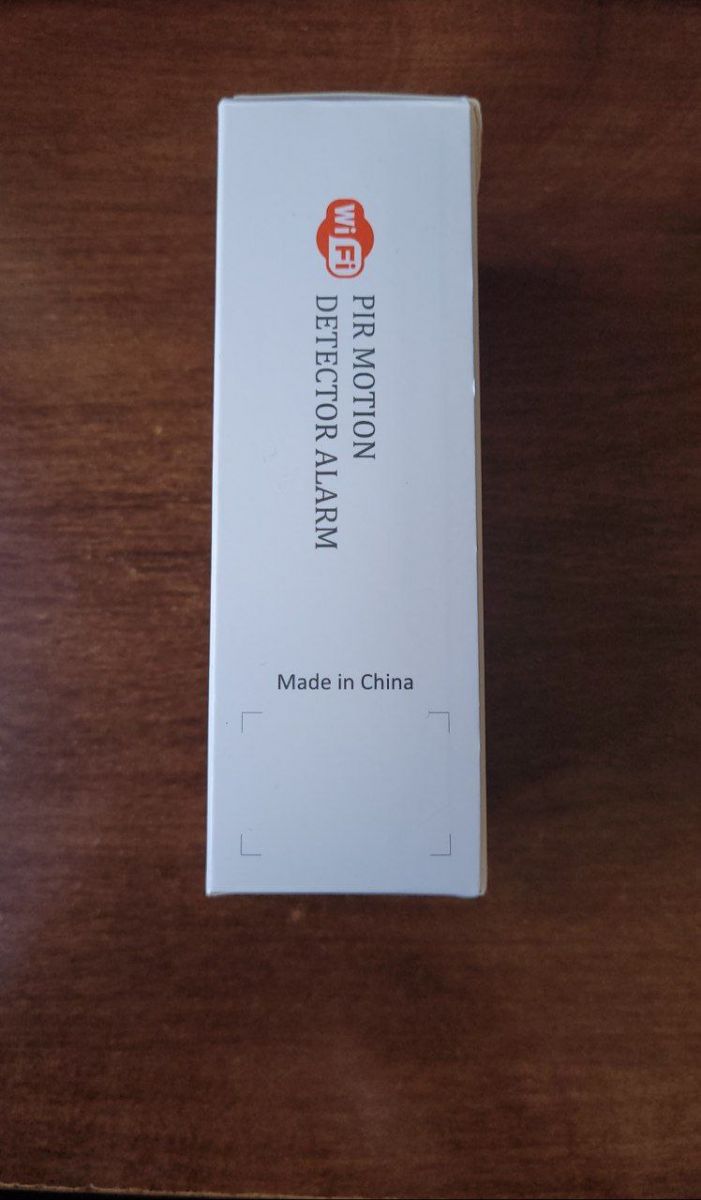 WiFi
PIR MOTION
DETECTOR ALARM
Made in China